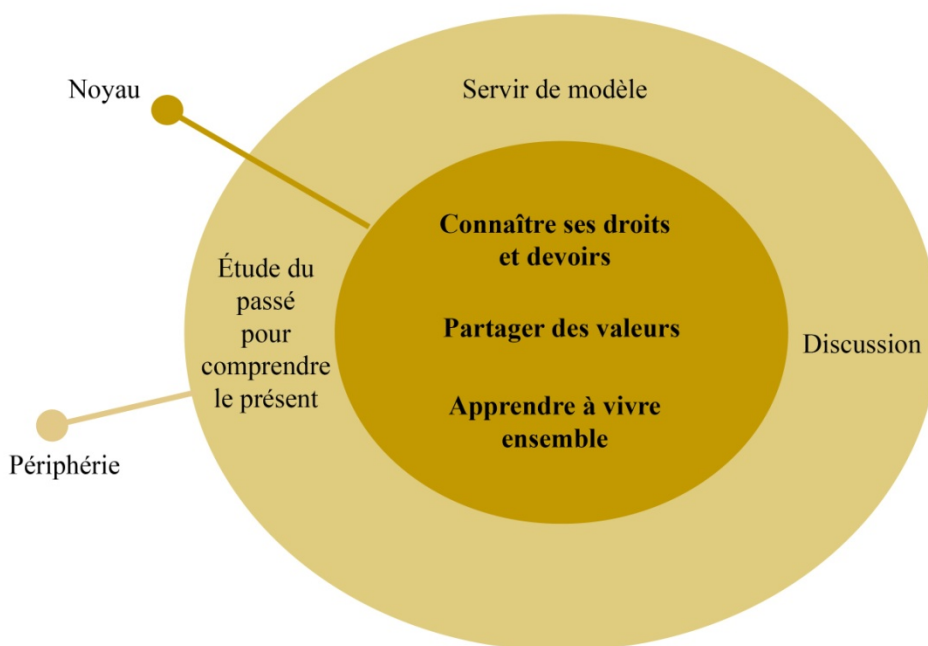 Noyau
Servir de modèle
Connaître ses droits
et devoirs
Étude du
passé
pour
comprendre
le présent
Partager des valeurs
Discussion
Apprendre à vivre
ensemble
Périphérie